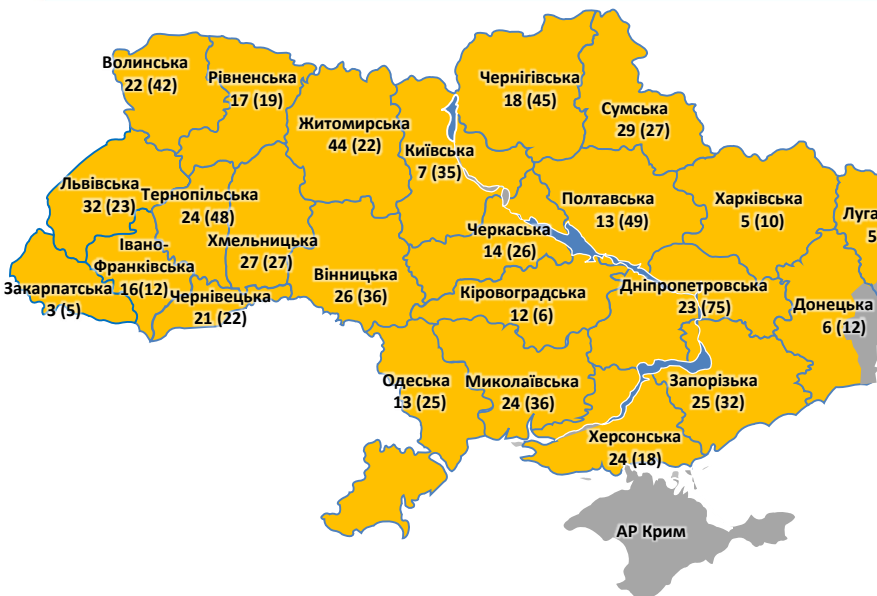 Волинська
22 (42)
Рівненська
17 (19)
Житомирська
44 (22)
Київська
7 (35)
Чернігівська
18 (45)
Сумська
29 (27)
Львівська
32 (23)
Тернопільська
24 (48)
Хмельницька
27 (27)
Івано-
Франківська
16(12)
Закарпатська
3 (5)
Чернівецька
21 (22)
Вінницька
26 (36)
Черкаська
14 (26)
Полтавська
13 (49)
Харківська
5 (10)
Луга
5
Кіровоградська
12 (6)
Дніпропетровська
23 (75)
Донецька
6 (12)
Одеська
13 (25)
Миколаївська
24 (36)
Запорізька
25 (32)
Херсонська
24 (18)
АР Крим